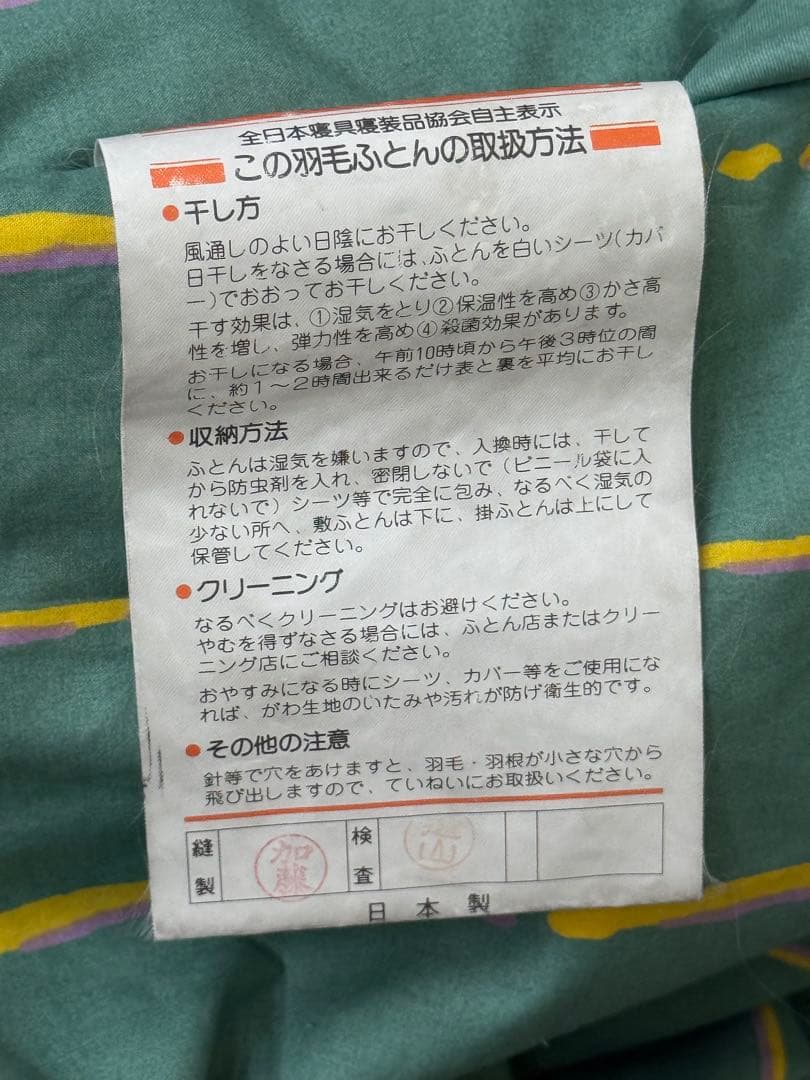 全日本寝具寝装品協会自主表示
この羽毛ふとんの取扱方法
●干し方
風通しのよい日陰にお干しください。
日干しをなさる場合には、ふとんを白いシーツ(カバ
ー)でおおってお干しください。
干す効果は、①湿気をとり②保温性を高め③かさ高
性を増し、弾力性を高め④殺菌効果があります。
お干しになる場合、午前10時頃から午後3時位の間
に、約1〜2時間出来るだけ表と裏を平均にお干し
ください。
●収納方法
ふとんは湿気を嫌いますので、入換時には、干して
から防虫剤を入れ、密閉しないで(ビニール袋に入
れないで)シーツ等で完全に包み、なるべく湿気の
少ない所へ、敷ふとんは下に、掛ふとんは上にして
保管してください。
●クリーニング
なるべくクリーニングはお避けください。
やむを得ずなさる場合には、ふとん店またはクリー
ニング店にご相談ください。
おやすみになる時にシーツ、カバー等をご使用にな
れば、がわ生地のいたみや汚れが防げ衛生的です。
●その他の注意
針等で穴をあけますと、羽毛・羽根が小さな穴から
飛び出しますので、ていねいにお取扱いください。
縫製 加藤 検査
日本製